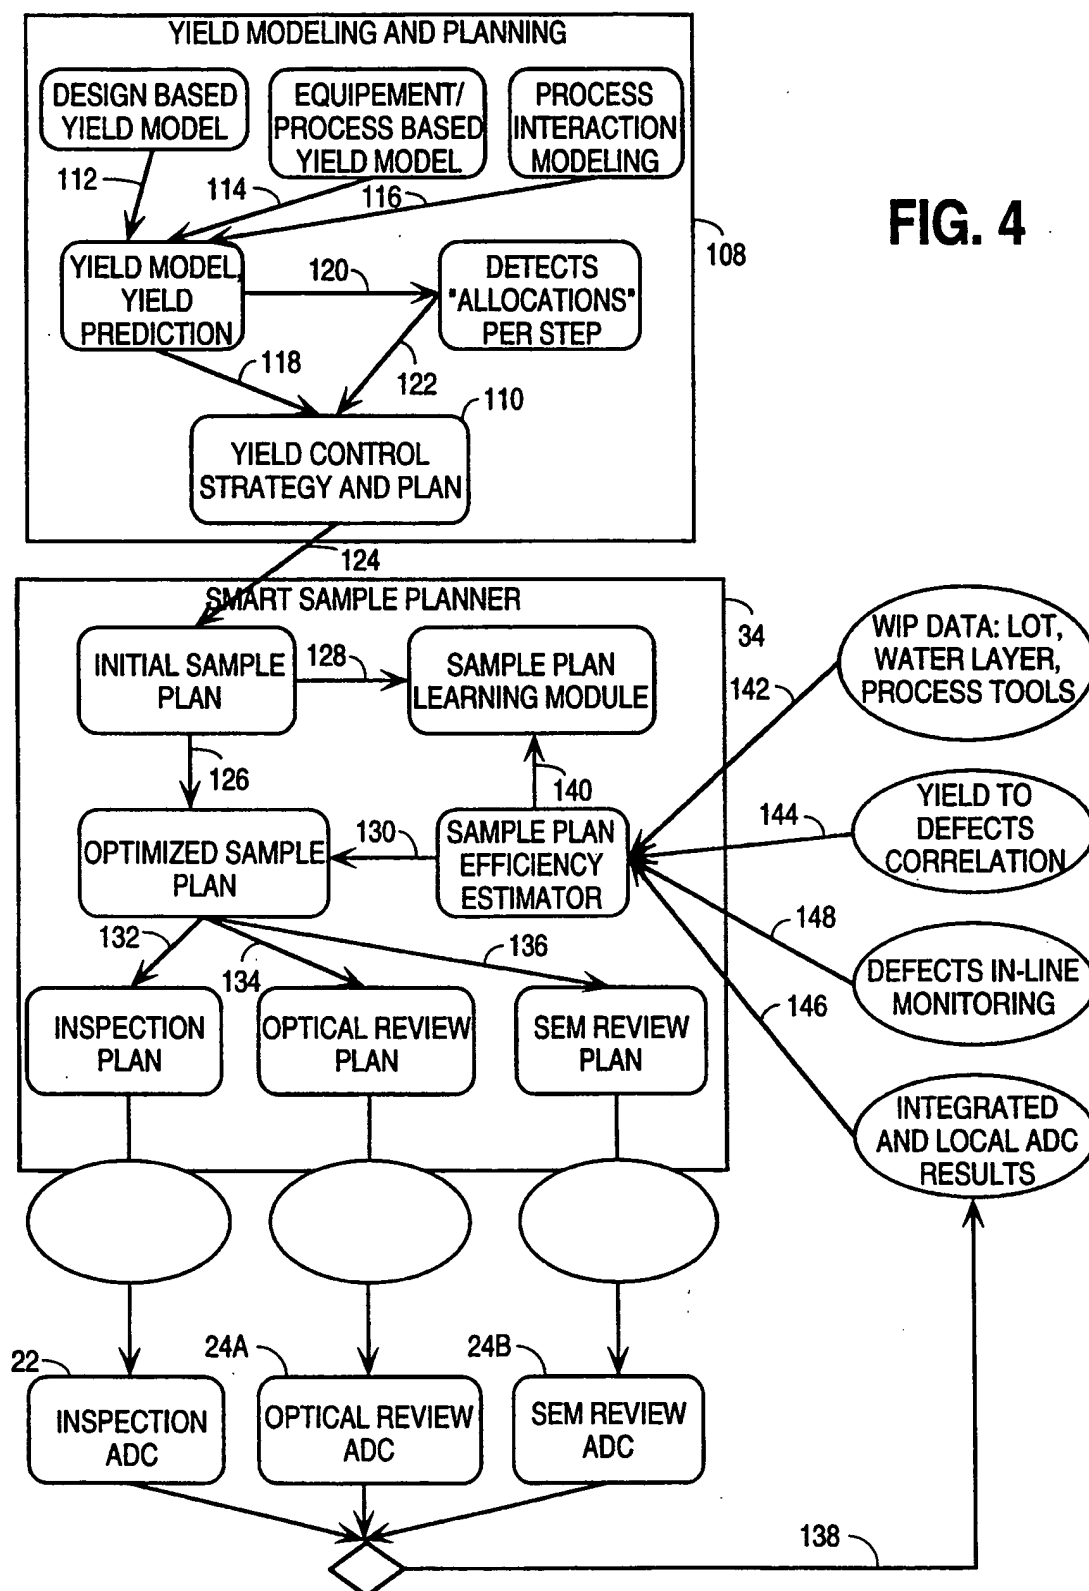 YIELD MODELING AND PLANNING
DESIGN BASED
YIELD MODEL
EQUIPEMENT/
PROCESS BASED
YIELD MODEL
PROCESS
INTERACTION
MODELING
112
114
116
FIG. 4
108
YIELD MODEL,
YIELD
PREDICTION
120
DETECTS
"ALLOCATIONS"
PER STEP
118
122
110
YIELD CONTROL
STRATEGY AND PLAN
124
SMART SAMPLE PLANNER
34
INITIAL SAMPLE
PLAN
128
SAMPLE PLAN
LEARNING MODULE
142
WIP DATA: LOT,
WATER LAYER,
PROCESS TOOLS
126
140
OPTIMIZED SAMPLE
PLAN
130
SAMPLE PLAN
EFFICIENCY
ESTIMATOR
144
YIELD TO
DEFECTS
CORRELATION
132
134
136
148
DEFECTS IN-LINE
MONITORING
146
INSPECTION
PLAN
OPTICAL REVIEW
PLAN
SEM REVIEW
PLAN
INTEGRATED
AND LOCAL ADC
RESULTS
22
24A
24B
INSPECTION
ADC
OPTICAL REVIEW
ADC
SEM REVIEW
ADC
138